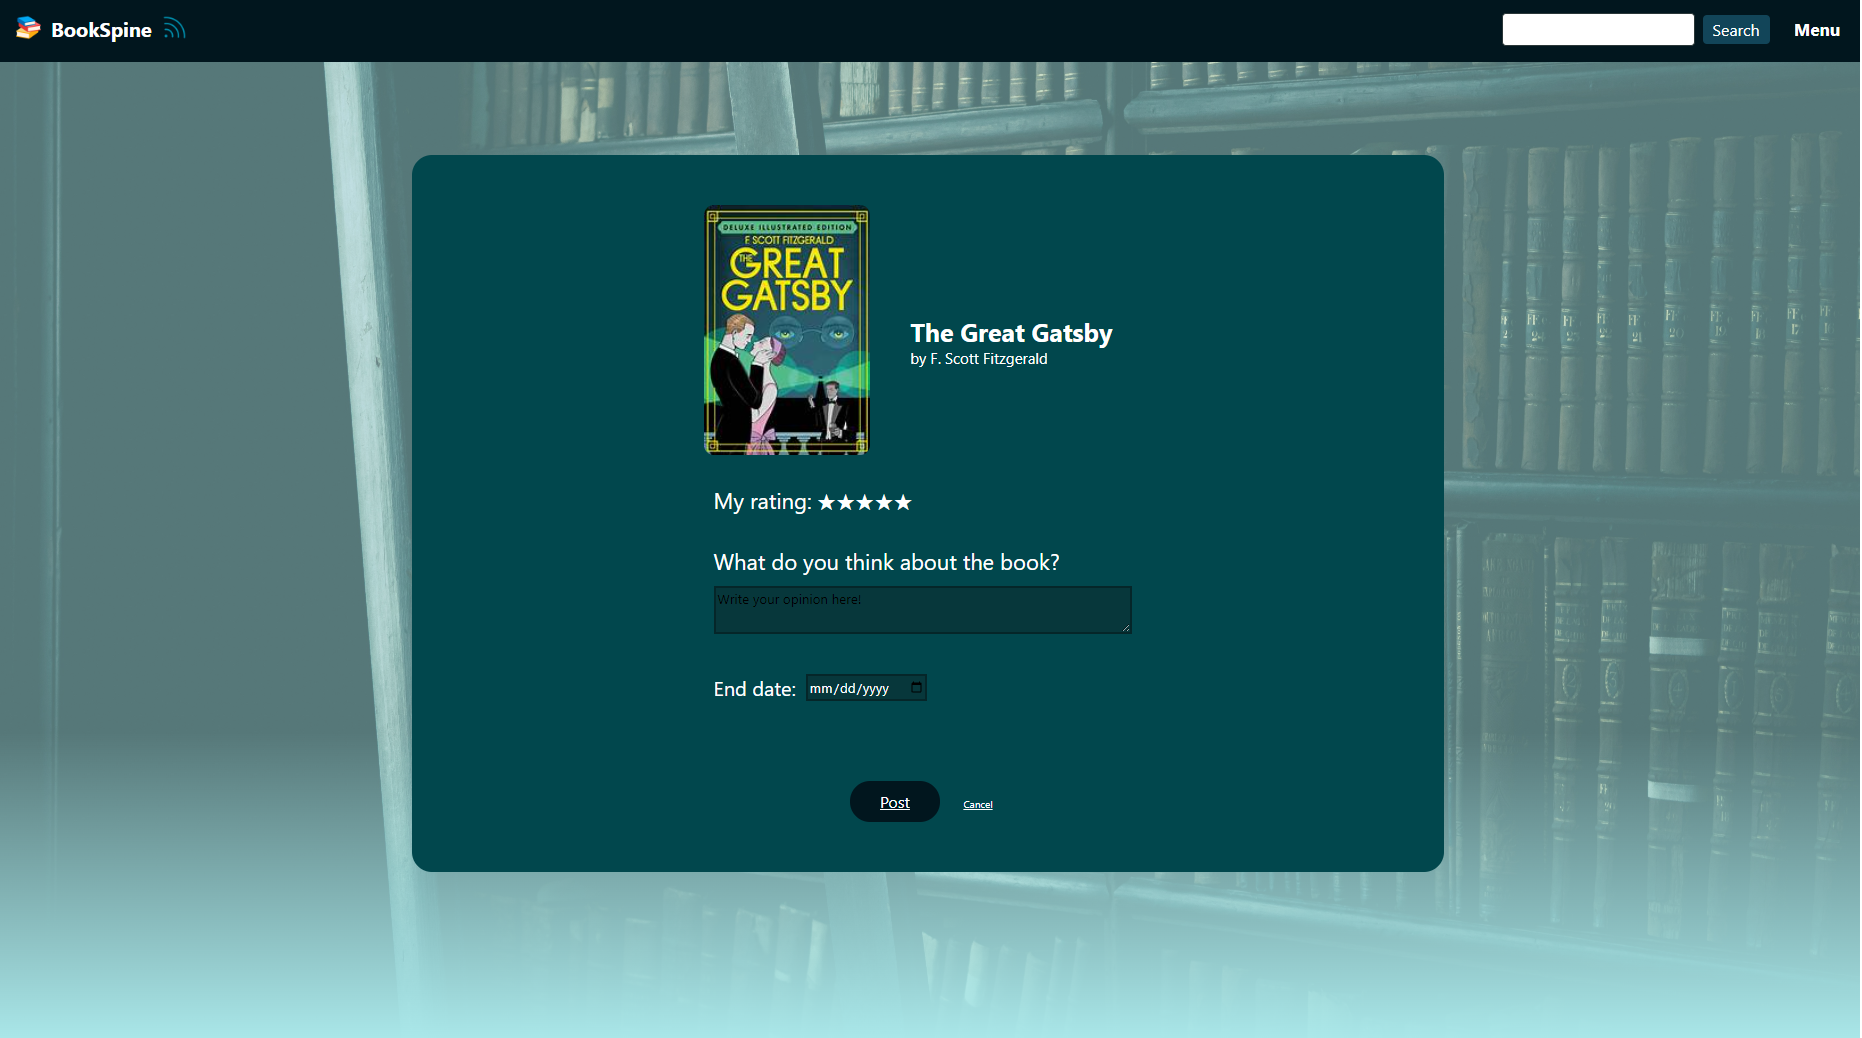 BookSpine
Search
Menu
DELUXE ILLUSTRATED EDITION
F. SCOTT FITZGERALD
THE
GREAT
GATSBY
The Great Gatsby
by F. Scott Fitzgerald
My rating: ★★★★★
What do you think about the book?
Write your opinion here!
End date: mm/dd/yyyy
Post
Cancel